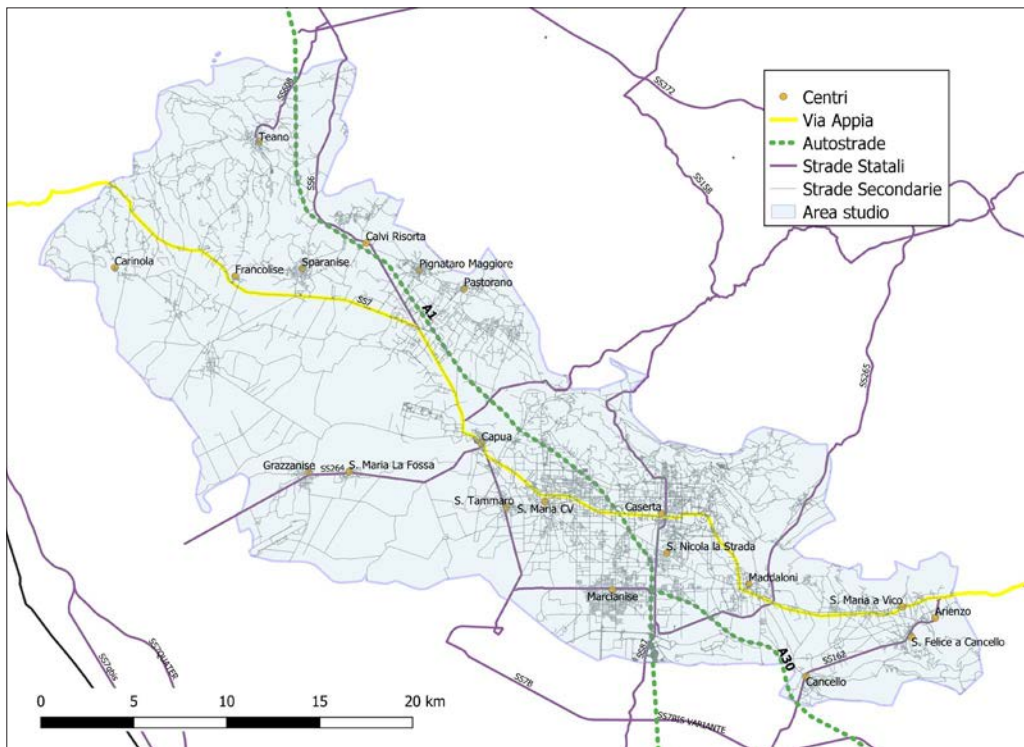 SS608
SS372
Centri
Via Appia
Autostrade
Strade Statali
Strade Secondarie
Area studio
Teano
SS6
SS158
Calvi Risorta
Carinola
Francolise
Sparanise
Pignataro Maggiore
Pastorano
SS7
A1
SS265
Capua
Grazzanise
SS264
S. Maria La Fossa
S. Tammaro
S. Maria CV
Caserta
S. Nicola la Strada
Maddaloni
Marcianise
S. Maria a Vico
Arienzo
S. Felice a Cancello
SS87
A30
SS162
Cancello
SS7qbis
SS7QUATER
SS7B
SS7BIS VARIANTE
0 5 10 15 20 km